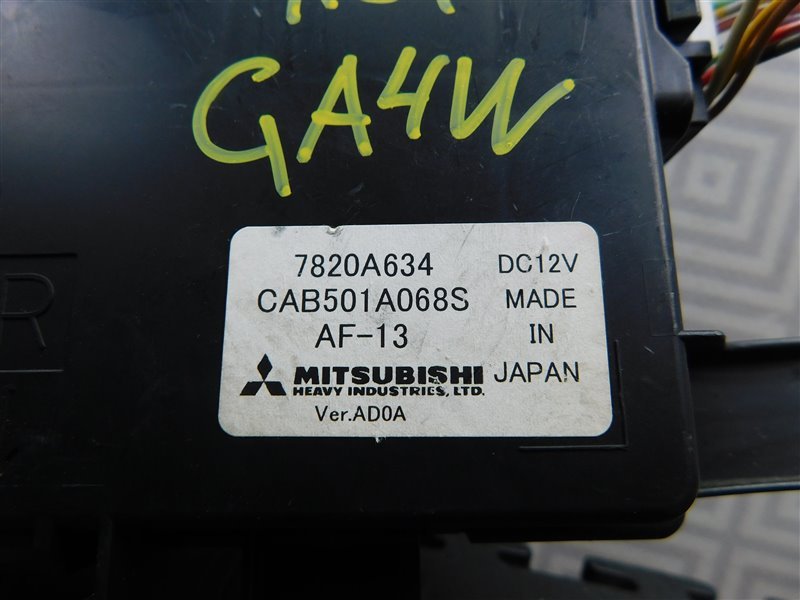 GA4W
7820A634 DC12V
CAB501A068S MADE
AF-13 IN
MITSUBISHI JAPAN
HEAVY INDUSTRIES, LTD.
Ver.AD0A
R